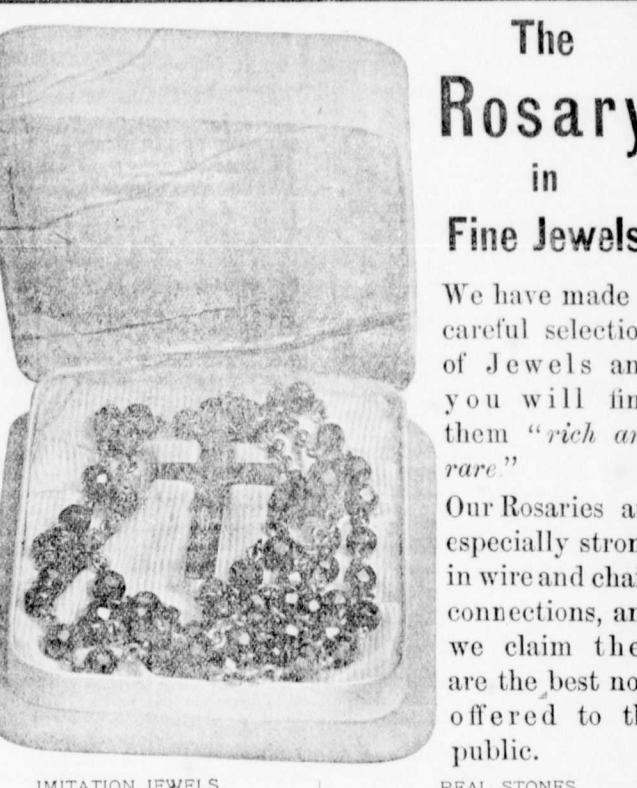 The
Rosary
in
Fine Jewels
We have made
careful selectio
of Jewels an
you will fin
them "rich an
rare."
Our Rosaries a
especially stron
in wire and chai
connections, an
we claim the
are the best no
offered to th
public.
IMITATION JEWELS
REAL STONES